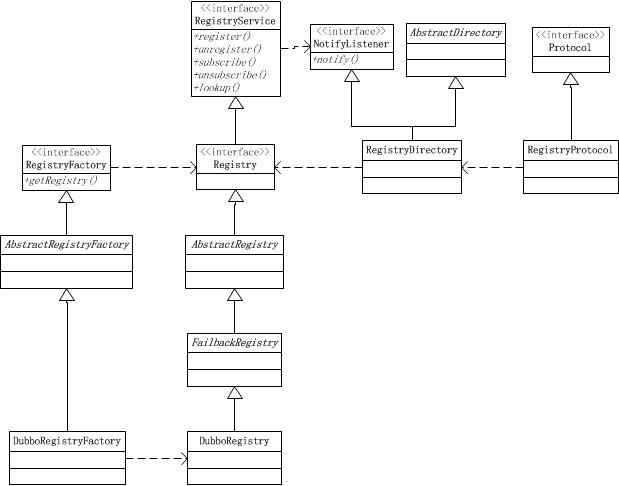 <<interface>>
RegistryService
+register()
+unregister()
+subscribe()
+unsubscribe()
+lookup()
<<interface>>
NotifyListener
+notify()
AbstractDirectory
<<interface>>
Protocol
<<interface>>
RegistryFactory
+getRegistry()
<<interface>>
Registry
RegistryDirectory
RegistryProtocol
AbstractRegistryFactory
AbstractRegistry
FailbackRegistry
DubboRegistryFactory
DubboRegistry